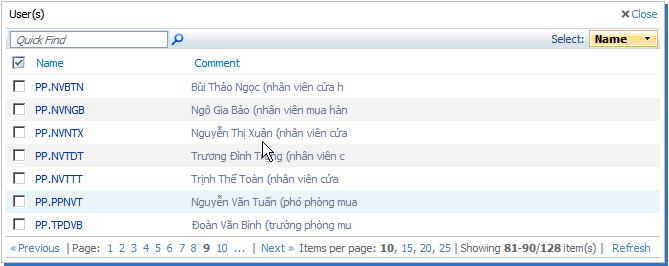 User(s) Close
Quick Find Select: Name
Name Comment
PP.NVBTN Bùi Thảo Ngọc (nhân viên cửa h
PP.NVNGB Ngô Gia Bảo (nhân viên mua hàn
PP.NVNTX Nguyễn Thị Xuân (nhân viên cửa
PP.NVTDT Trương Đình (nhân viên c
PP.NVTTT Trịnh Thế Toàn (nhân viên cửa
PP.PPNVT Nguyễn Văn Tuấn (phó phòng mua
PP.TPDVB Đoàn Văn Bình (trưởng phòng mu
« Previous | Page: 1 2 3 4 5 6 7 8 9 10 ... | Next » Items per page: 10, 15, 20, 25 | Showing 81-90/128 item(s) | Refresh